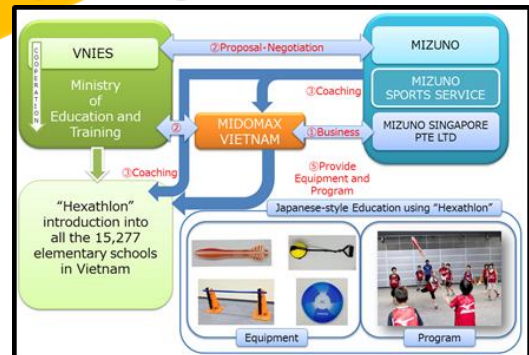 VNIES
COOPERATION
Ministry
of
Education and
Training
②Proposal・Negotiation
MIZUNO
MIZUNO
SPORTS SERVICE
MIZUNO SINGAPORE
PTE LTD
③Coaching
②
MIDOMAX
VIETNAM
①Business
③Coaching
⑤Provide
Equipment and
Program
"Hexathlon"
introduction into
all the 15,277
elementary schools
in Vietnam
Japanese-style Education using "Hexathlon"
Equipment
Program